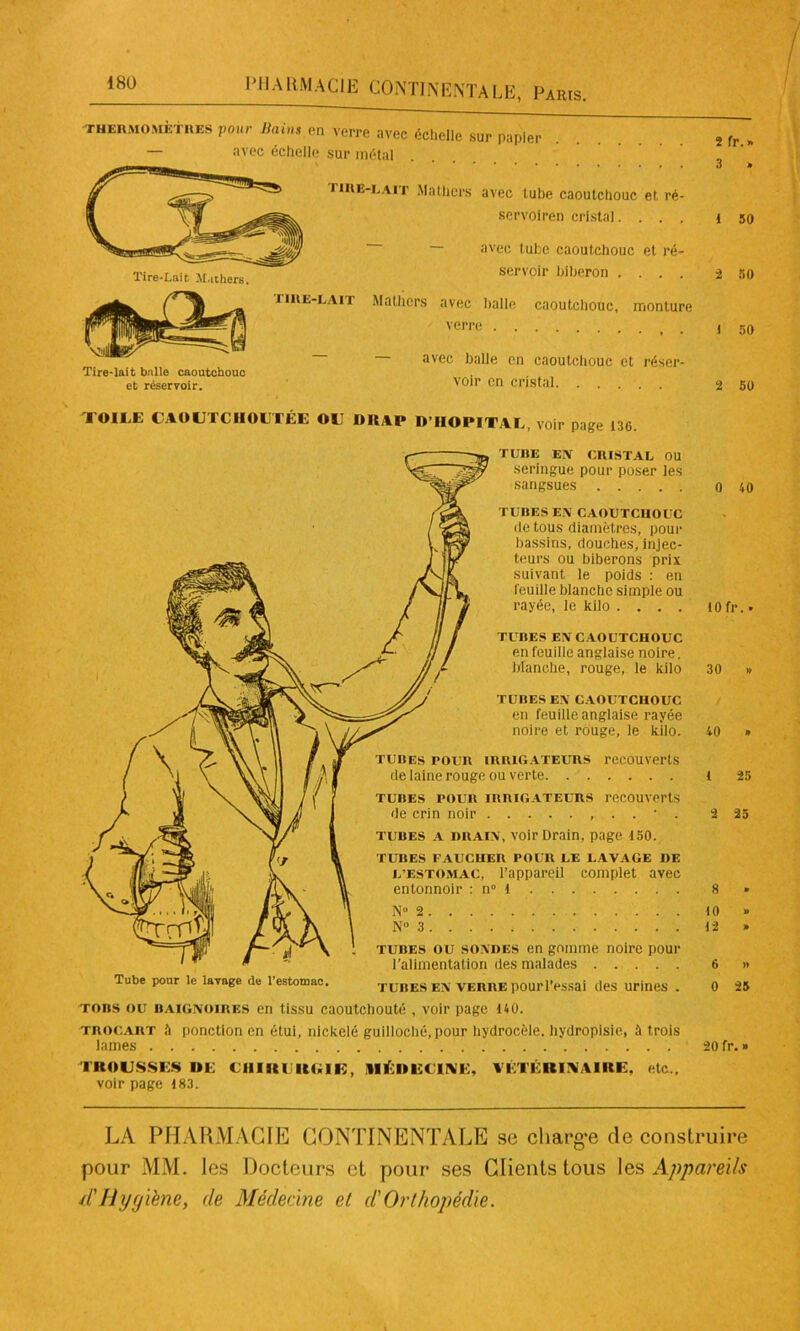 180 PHARMACIE CONTINENTALE, PARIS.
THERMOMÈTRES pour Bains en verre avec échelle sur papier . . . . . . . 2 fr. »
— avec échelle sur métal . . . . . . . . . . . . . 3 »
TIRE-LAIT Mathers avec tube caoutchouc et ré-
servoiren cristal. . . . 1 50
— — avec tube caoutchouc et ré-
servoir biberon . . . . 2 50
Tire-Lait Mathers.
TIRE-LAIT Mathers avec balle caoutchouc, monture
verre . . . . . . . . . . . 1 50
— — avec balle en caoutchouc et réser-
voir en cristal. . . . . . 2 50
Tire-lait balle caoutchouc
et réservoir.
TOILE CAOUTCHOUTÉE OU DRAP D'HOPITAL, voir page 136.
TUBE EN CRISTAL ou
seringue pour poser les
sangsues . . . . . 0 40
TUBES EN CAOUTCHOUC
de tous diamètres, pour
bassins, douches, injec-
teurs ou biberons prix
suivant le poids : en
feuille blanche simple ou
rayée, le kilo . . . . 10 fr. »
TUBES EN CAOUTCHOUC
en feuille anglaise noire,
blanche, rouge, le kilo 30 »
TUBES EN CAOUTCHOUC
en feuille anglaise rayée
noire et rouge, le kilo. 40 »
TUBES POUR IRRIGATEURS recouverts
de laine rouge ou verte. . . . . . . 1 25
TUBES POUR IRRIGATEURS recouverts
de crin noir . . . . . , . . . . 2 25
TUBES A DRAIN, voir Drain, page 150.
TUBES FAUCHER POUR LE LAVAGE DE
L'ESTOMAC, l'appareil complet avec
entonnoir : n° 1 . . . . . . . . 8 »
N° 2. . . . . . . . . . . . . 10 »
N° 3. . . . . . . . . . . . . 12 »
TUBES OU SONDES en gomme noire pour
l'alimentation des malades . . . . . 6 »
Tube pour le lavage de l'estomac.
TUBES EN VERRE pour l'essai des urines . 0 25
TOBS OU BAIGNOIRES en tissu caoutchouté , voir page 140.
TROCART à ponction en étui, nickelé guilloché, pour hydrocèle, hydropisie, à trois
lames . . . . . . . . . . . . . . . . . . . . . . . . . . 20 fr. »
TROUSSES DE CHIRURGIE, MÉDECINE, VÉTÉRINAIRE, etc.,
voir page 183.
LA PHARMACIE CONTINENTALE se charge de construire
pour MM. les Docteurs et pour ses Clients tous les Appareils
d'Hygiène, de Médecine et d'Orthopédie.